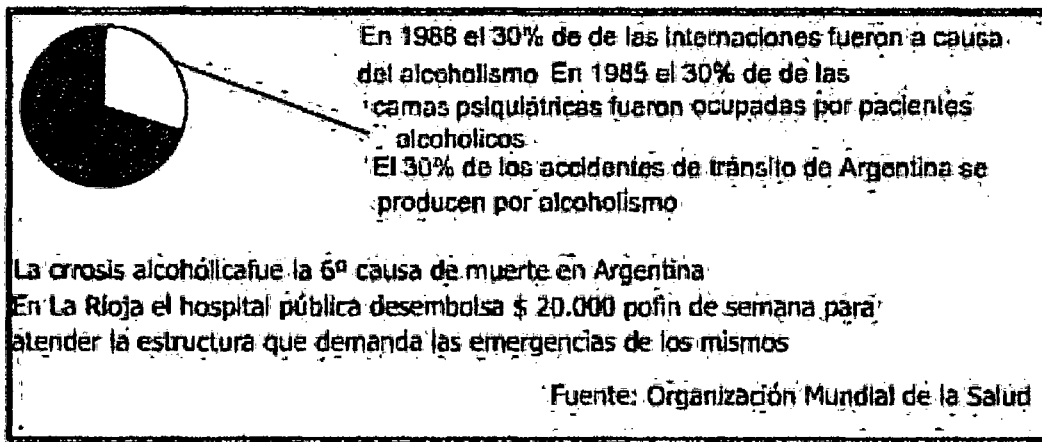 En 1988 el 30% de de las internaciones fueron a causa
del alcoholismo En 1985 el 30% de de las
camas psiquiátricas fueron ocupadas por pacientes
alcoholicos
El 30% de los accidentes de tránsito de Argentina se
producen por alcoholismo
La cirrosis alcohólicafue la 6º causa de muerte en Argentina
En La Rioja el hospital pública desembolsa $ 20.000 pofin de semana para
atender la estructura que demanda las emergencias de los mismos
Fuente: Organización Mundial de la Salud